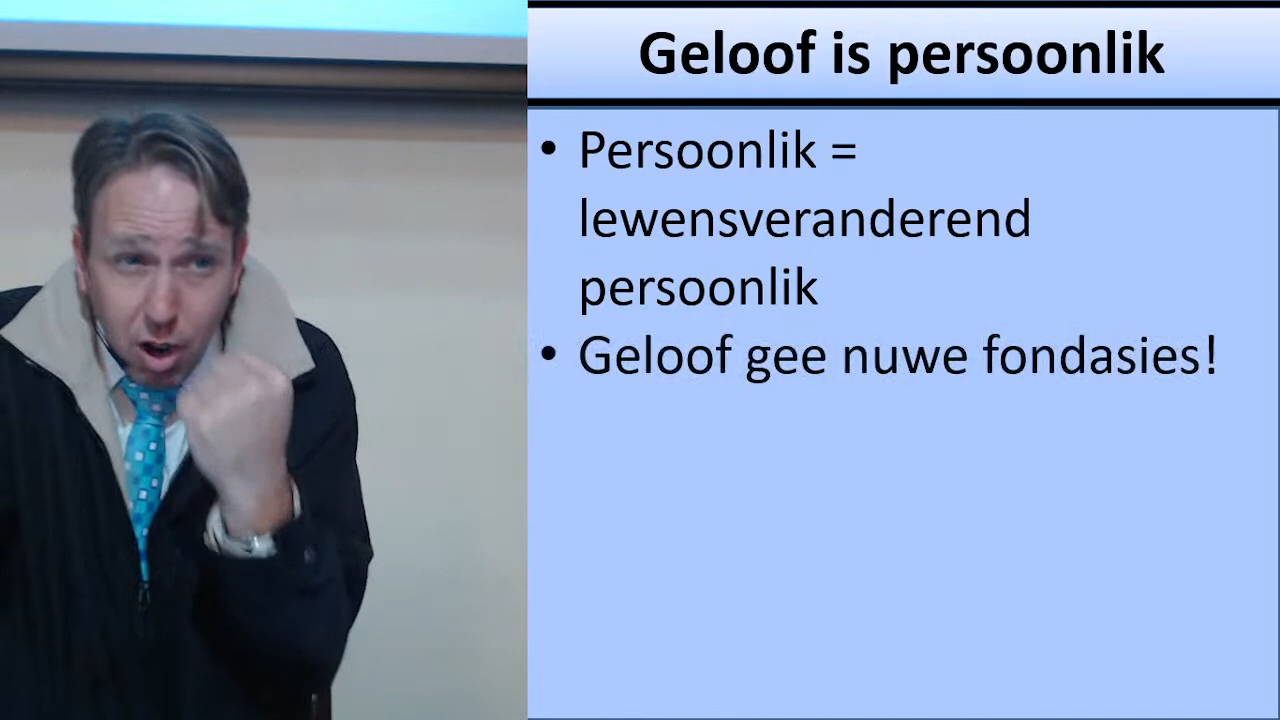 Geloof is persoonlik
• Persoonlik =
lewensveranderend
persoonlik
• Geloof gee nuwe fondasies!